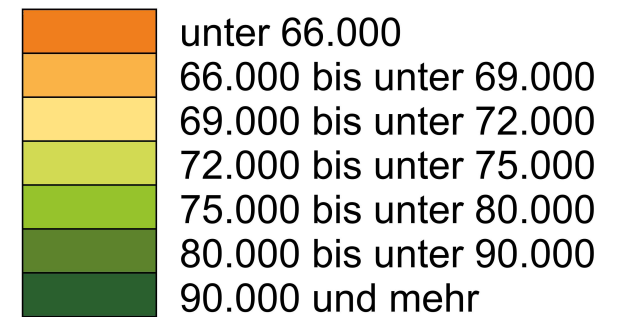 unter 66.000
66.000 bis unter 69.000
69.000 bis unter 72.000
72.000 bis unter 75.000
75.000 bis unter 80.000
80.000 bis unter 90.000
90.000 und mehr